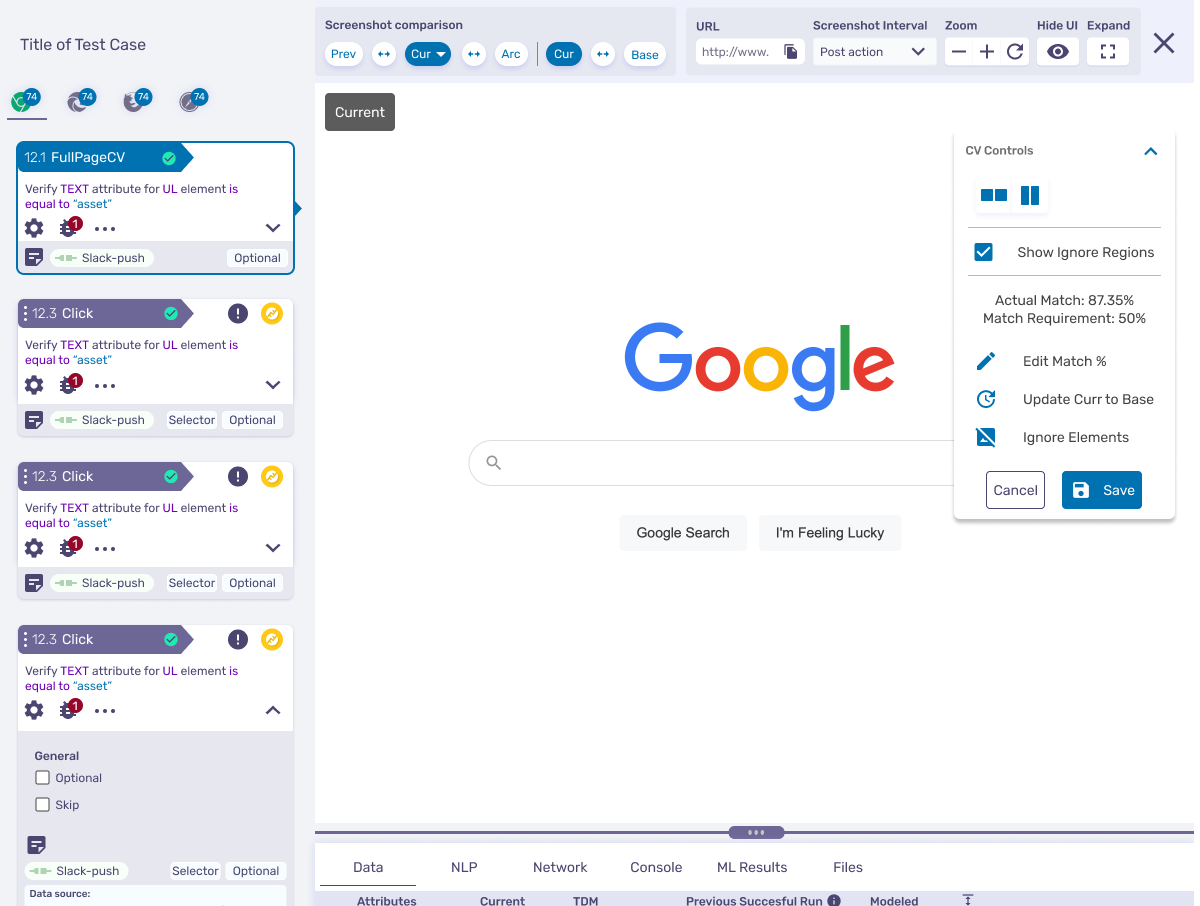 Title of Test Case
74
74
74
74
12.1 FullPageCV
Verify TEXT attribute for UL element is
equal to “asset”
1
Slack-push
Optional
12.3 Click
Verify TEXT attribute for UL element is
equal to “asset”
1
Slack-push
Selector
Optional
12.3 Click
Verify TEXT attribute for UL element is
equal to “asset”
1
Slack-push
Selector
Optional
12.3 Click
Verify TEXT attribute for UL element is
equal to “asset”
1
General
Optional
Skip
Slack-push
Selector
Optional
Data source:
Screenshot comparison
Prev
Cur
Arc
Cur
Base
URL
http://www.
Screenshot Interval
Post action
Zoom
Hide UI
Expand
Current
Google
Google Search
I'm Feeling Lucky
CV Controls
Show Ignore Regions
Actual Match: 87.35%
Match Requirement: 50%
Edit Match %
Update Curr to Base
Ignore Elements
Cancel
Save
Data
NLP
Network
Console
ML Results
Files
Attributes
Current
TDM
Previous Succesful Run
Modeled